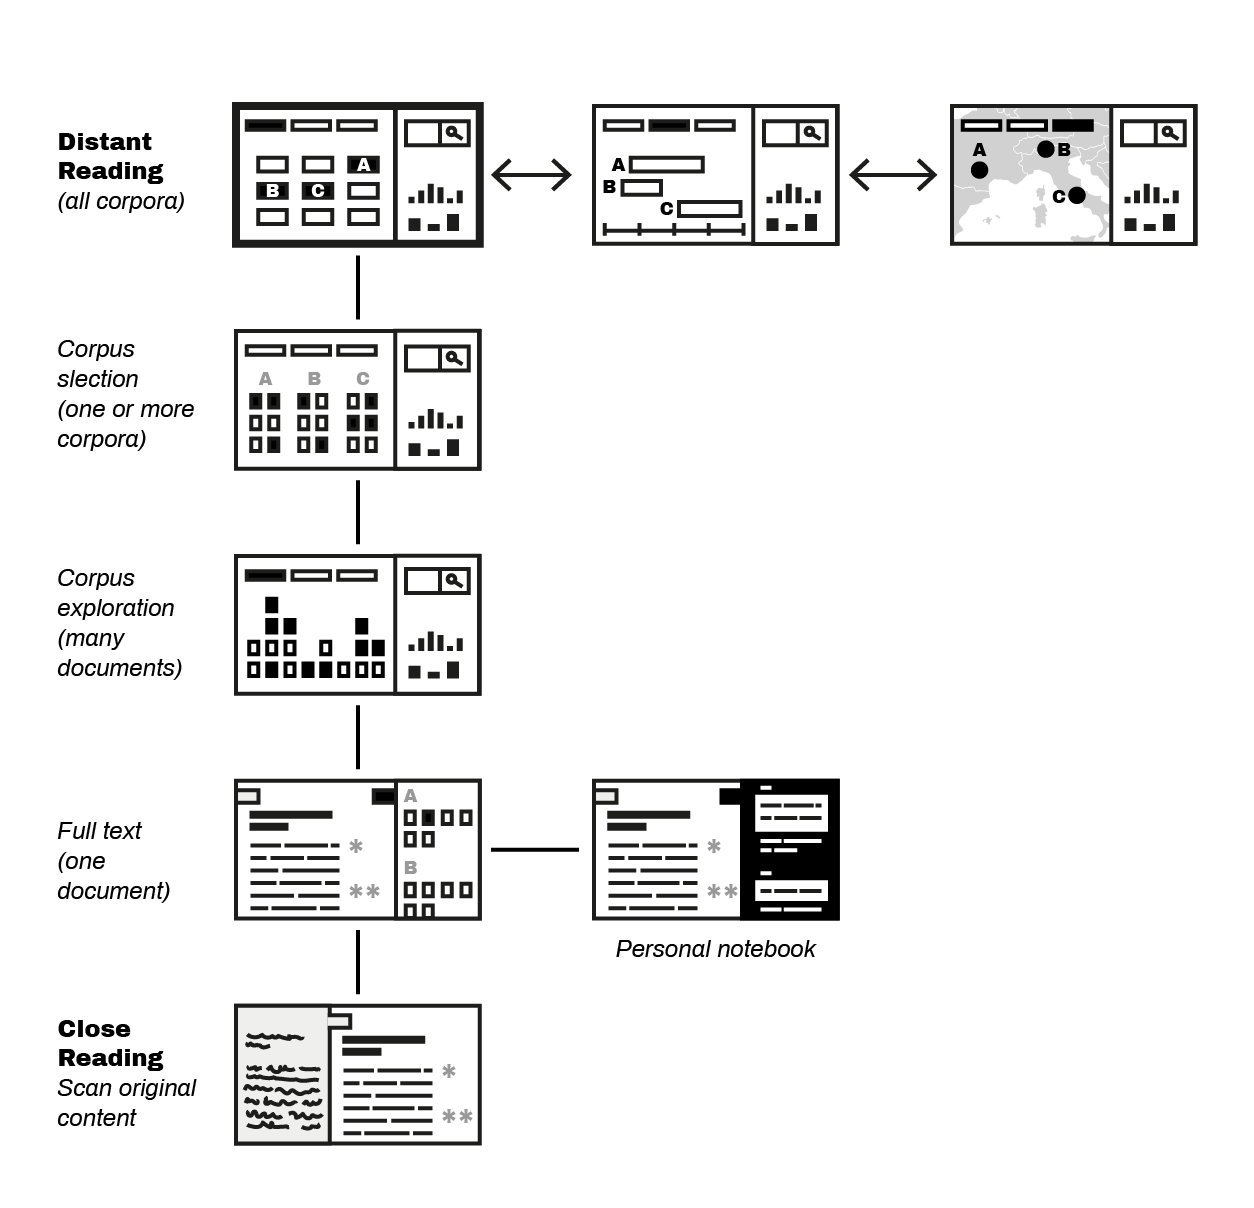 Distant
Reading
(all corpora)
A
B C
A
B
C
A
B
C
Corpus
slection
(one or more
corpora)
A B C
Corpus
exploration
(many
documents)
Full text
(one
document)
*
**
A
B
*
**
Personal notebook
Close
Reading
Scan original
content
*
**